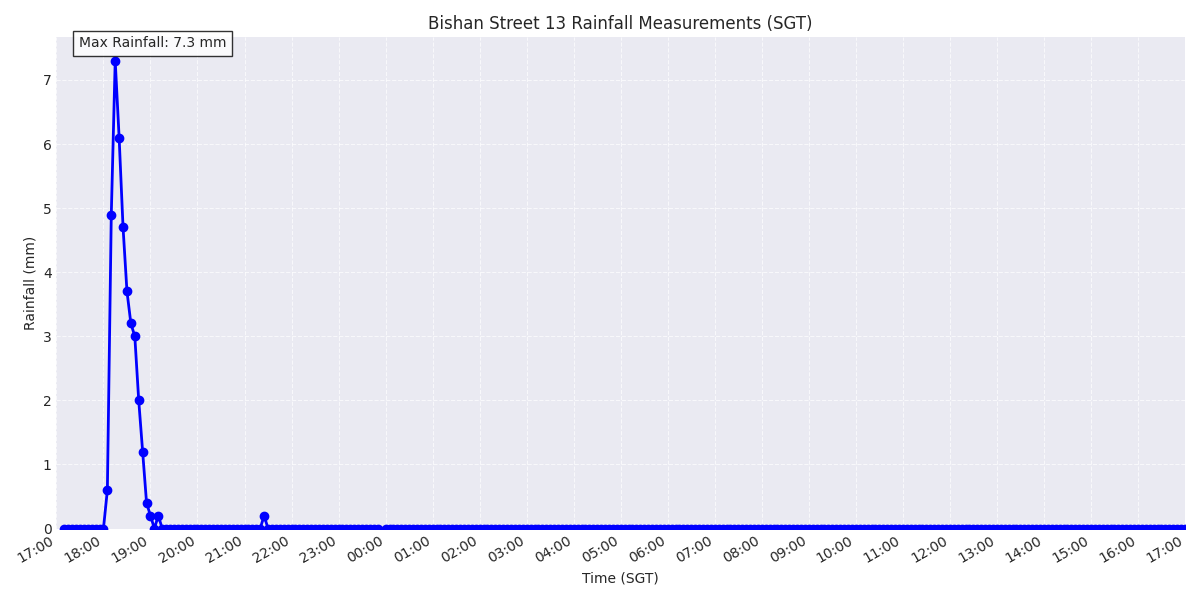 Bishan Street 13 Rainfall Measurements (SGT)
Max Rainfall: 7.3 mm
7
6
5
4
3
2
1
0
Rainfall (mm)
17:00 18:00 19:00 20:00 21:00 22:00 23:00 00:00 01:00 02:00 03:00 04:00 05:00 06:00 07:00 08:00 09:00 10:00 11:00 12:00 13:00 14:00 15:00 16:00 17:00
Time (SGT)